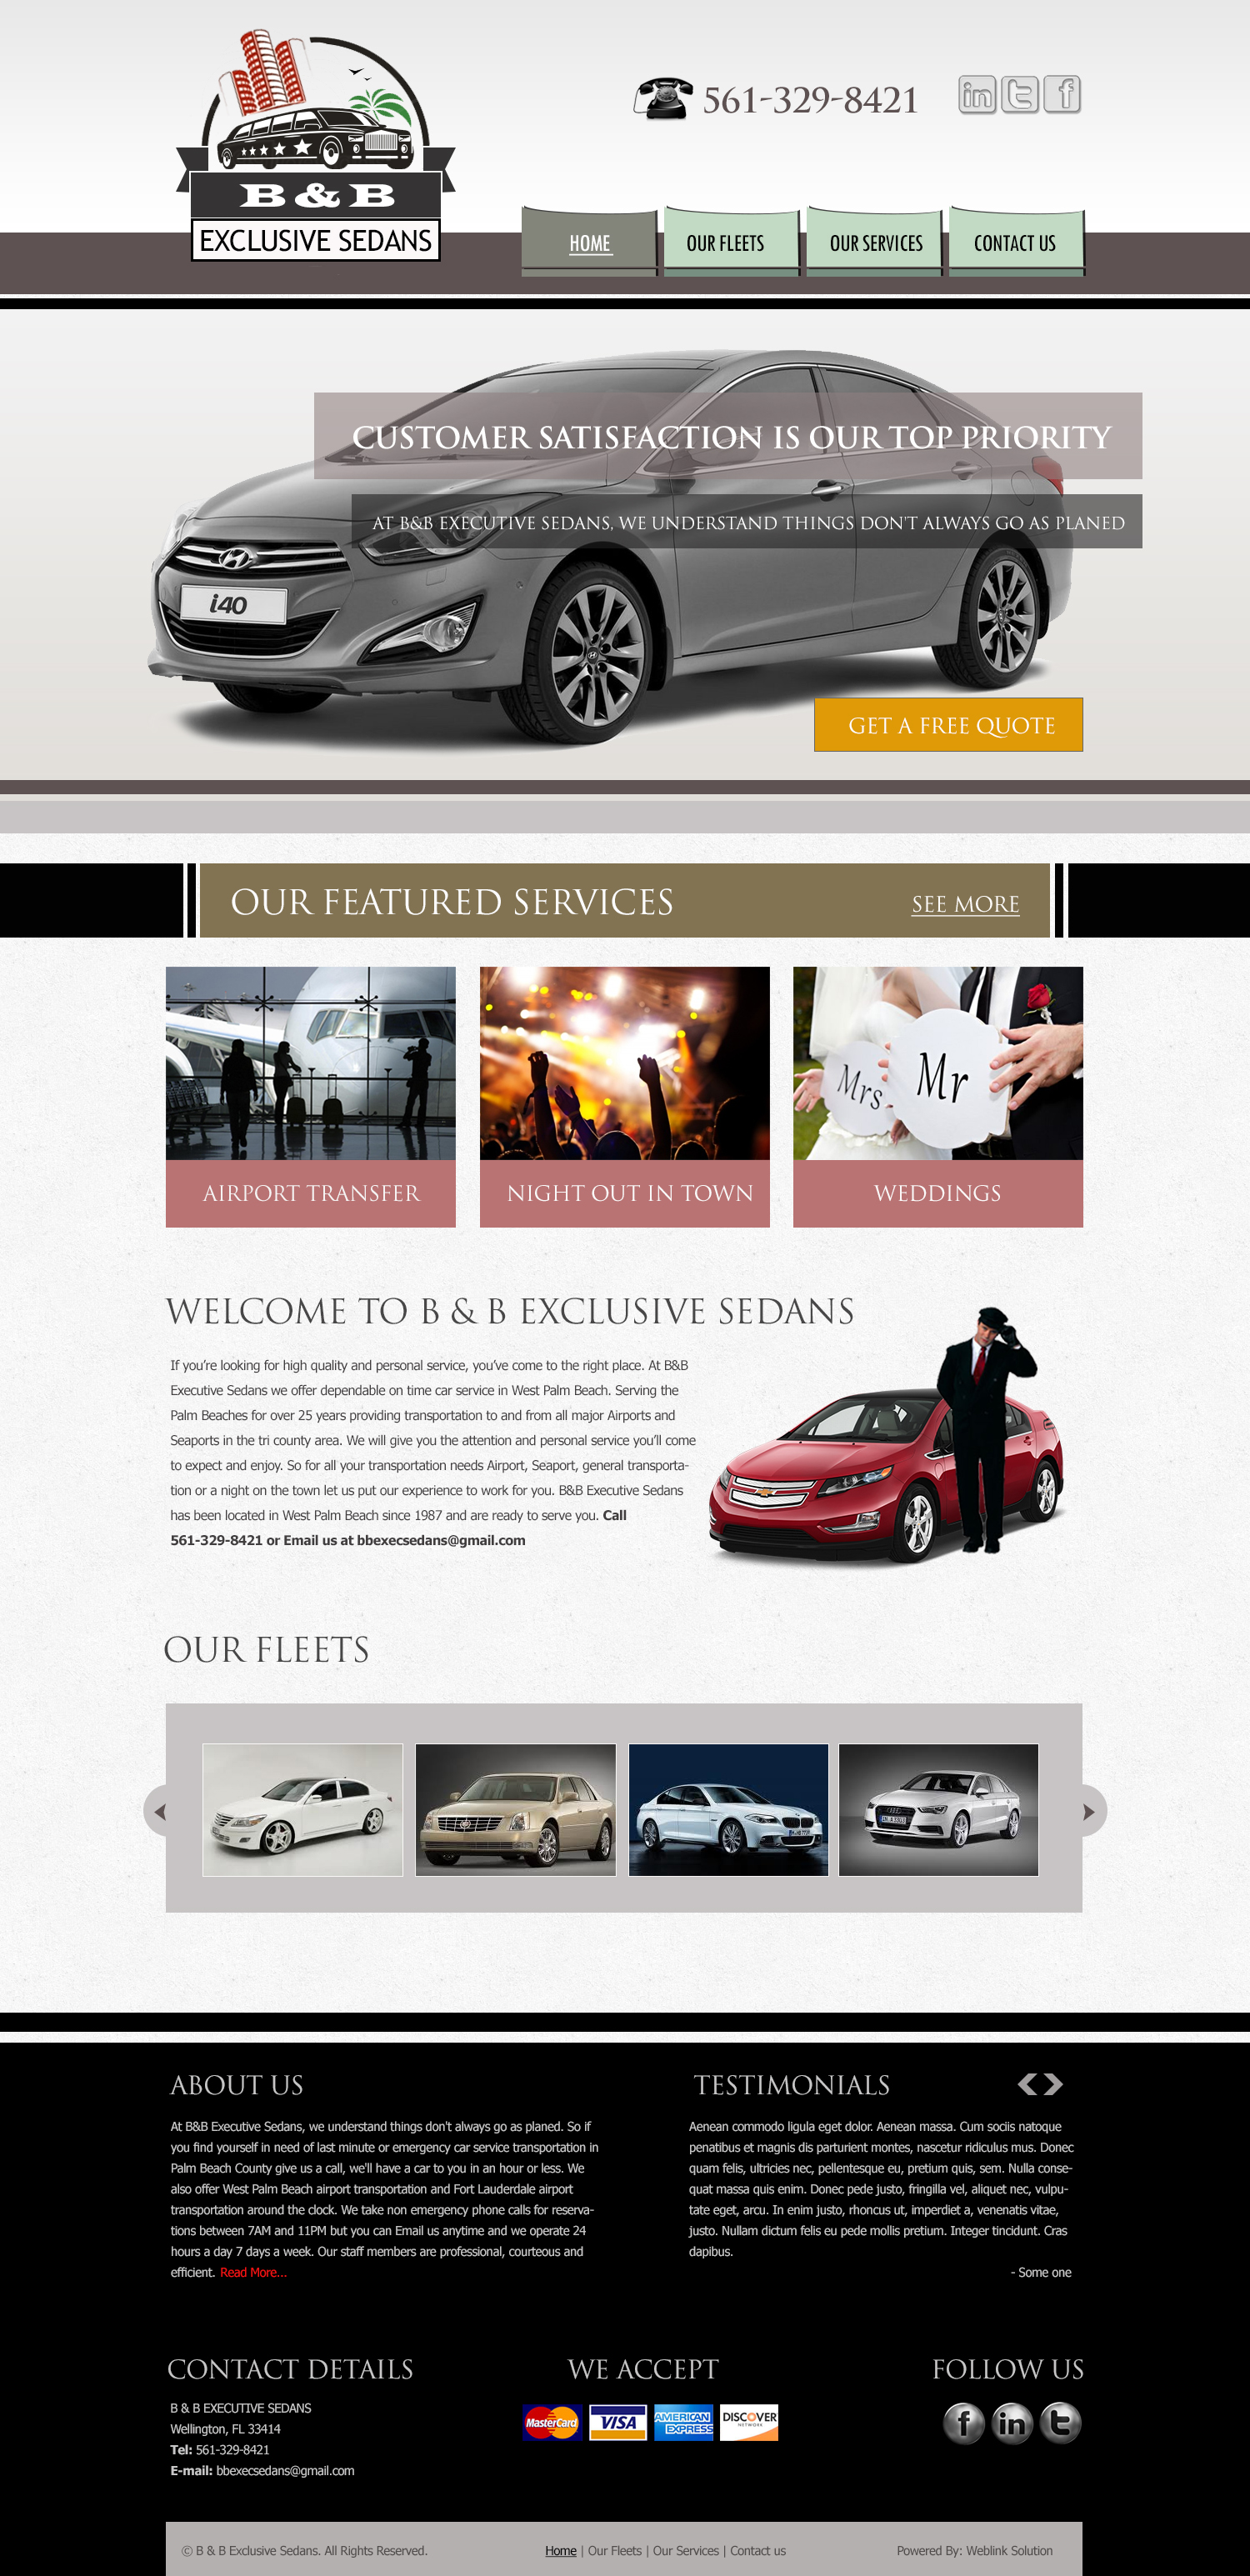 561-329-8421
in t f
B & B
EXCLUSIVE SEDANS
HOME
OUR FLEETS
OUR SERVICES
CONTACT US
CUSTOMER SATISFACTION IS OUR TOP PRIORITY
AT B&B EXECUTIVE SEDANS, WE UNDERSTAND THINGS DON'T ALWAYS GO AS PLANED
i40
GET A FREE QUOTE
OUR FEATURED SERVICES
SEE MORE
Mrs
Mr
AIRPORT TRANSFER
NIGHT OUT IN TOWN
WEDDINGS
WELCOME TO B & B EXCLUSIVE SEDANS
If you’re looking for high quality and personal service, you’ve come to the right place. At B&B
Executive Sedans we offer dependable on time car service in West Palm Beach. Serving the
Palm Beaches for over 25 years providing transportation to and from all major Airports and
Seaports in the tri county area. We will give you the attention and personal service you’ll come
to expect and enjoy. So for all your transportation needs Airport, Seaport, general transporta-
tion or a night on the town let us put our experience to work for you. B&B Executive Sedans
has been located in West Palm Beach since 1987 and are ready to serve you. Call
561-329-8421 or Email us at bbexecsedans@gmail.com
OUR FLEETS
ABOUT US
At B&B Executive Sedans, we understand things don't always go as planed. So if
you find yourself in need of last minute or emergency car service transportation in
Palm Beach County give us a call, we'll have a car to you in an hour or less. We
also offer West Palm Beach airport transportation and Fort Lauderdale airport
transportation around the clock. We take non emergency phone calls for reserva-
tions between 7AM and 11PM but you can Email us anytime and we operate 24
hours a day 7 days a week. Our staff members are professional, courteous and
efficient. Read More...
TESTIMONIALS
Aenean commodo ligula eget dolor. Aenean massa. Cum sociis natoque
penatibus et magnis dis parturient montes, nascetur ridiculus mus. Donec
quam felis, ultricies nec, pellentesque eu, pretium quis, sem. Nulla conse-
quat massa quis enim. Donec pede justo, fringilla vel, aliquet nec, vulpu-
tate eget, arcu. In enim justo, rhoncus ut, imperdiet a, venenatis vitae,
justo. Nullam dictum felis eu pede mollis pretium. Integer tincidunt. Cras
dapibus.
- Some one
CONTACT DETAILS
B & B EXECUTIVE SEDANS
Wellington, FL 33414
Tel: 561-329-8421
E-mail: bbexecsedans@gmail.com
WE ACCEPT
MasterCard
VISA
AMERICAN EXPRESS
DISCOVER NETWORK
FOLLOW US
f in t
© B & B Exclusive Sedans. All Rights Reserved.
Home | Our Fleets | Our Services | Contact us
Powered By: Weblink Solution